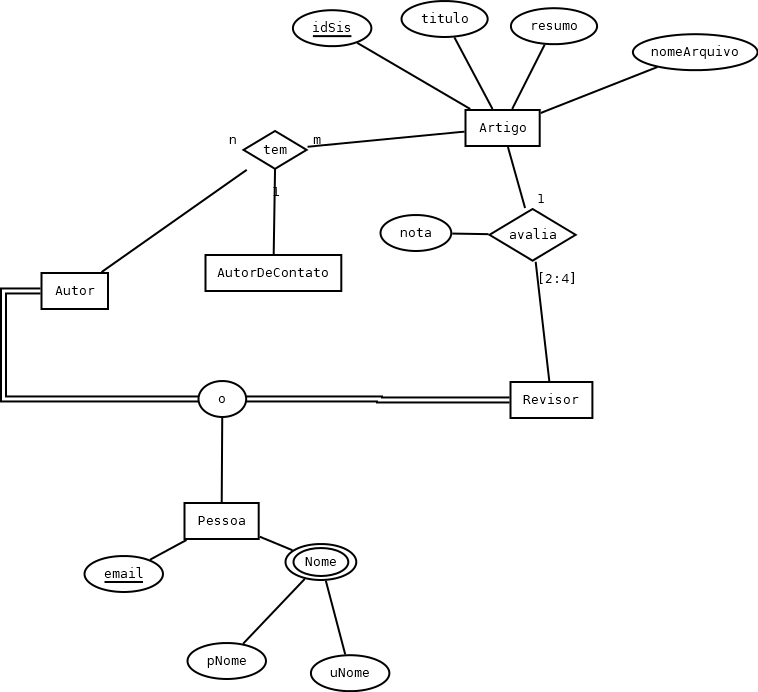 idSis
titulo
resumo
nomeArquivo
Artigo
n
tem
m
1
1
nota
avalia
AutorDeContato
[2:4]
Autor
o
Revisor
Pessoa
email
Nome
pNome
uNome